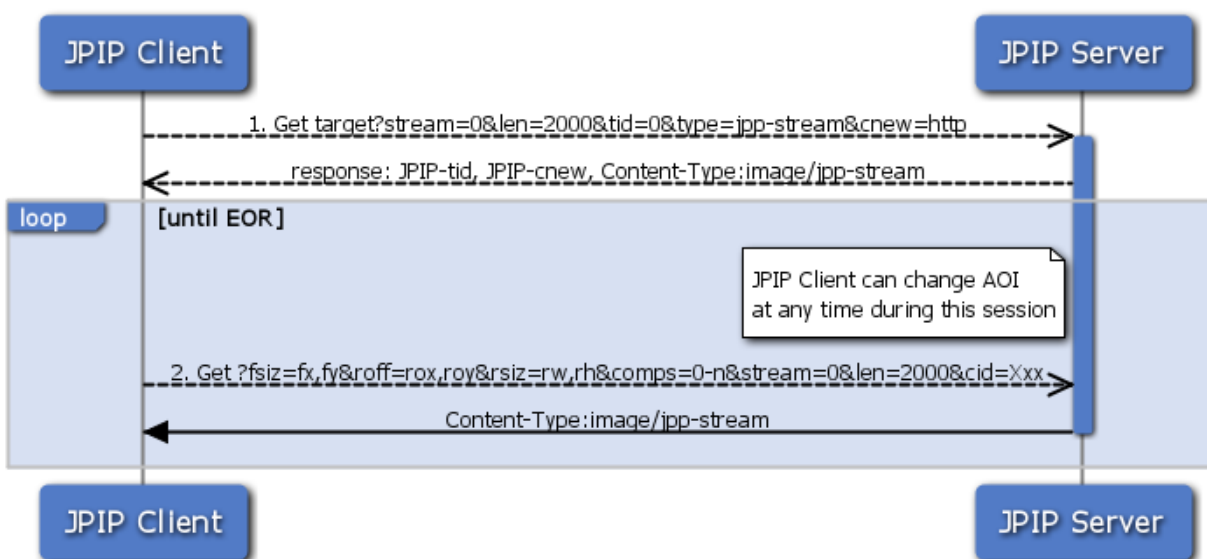 JPIP Client
JPIP Server
1. Get target?stream=0&len=2000&tid=0&type=jpp-stream&cnew=http
response: JPIP-tid, JPIP-cnew, Content-Type:image/jpp-stream
loop
[until EOR]
JPIP Client can change AOI
at any time during this session
2. Get ?fsiz=fx,fy&roff=rox,roy&rsiz=rw,rh&comps=0-n&stream=0&len=2000&cid=Xxx
Content-Type:image/jpp-stream
JPIP Client
JPIP Server